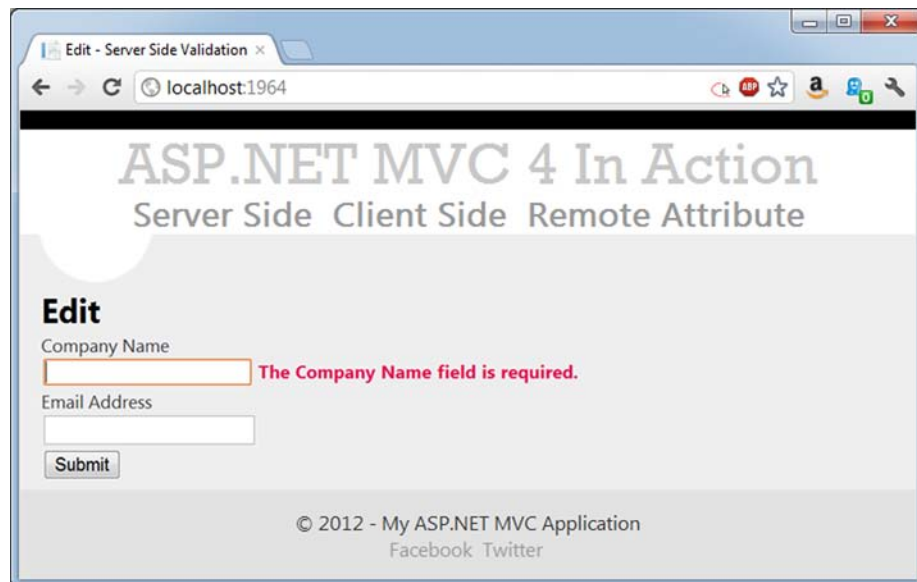 Edit - Server Side Validation
localhost:1964
ABP
a
0
ASP.NET MVC 4 In Action
Server Side Client Side Remote Attribute
Edit
Company Name
The Company Name field is required.
Email Address
Submit
© 2012 - My ASP.NET MVC Application
Facebook Twitter